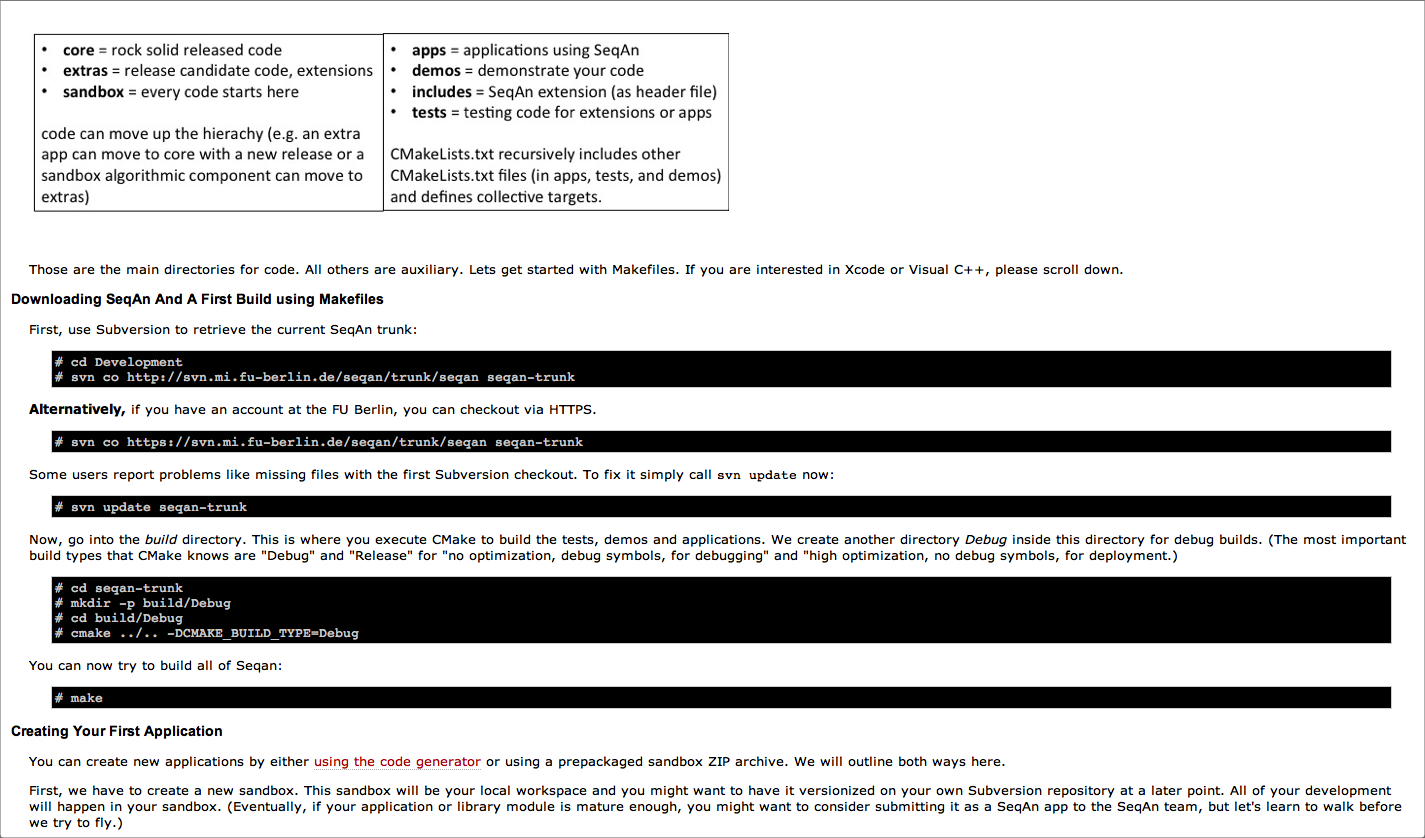 • core = rock solid released code
• extras = release candidate code, extensions
• sandbox = every code starts here
code can move up the hierachy (e.g. an extra
app can move to core with a new release or a
sandbox algorithmic component can move to
extras)
• apps = applications using SeqAn
• demos = demonstrate your code
• includes = SeqAn extension (as header file)
• tests = testing code for extensions or apps
CMakeLists.txt recursively includes other
CMakeLists.txt files (in apps, tests, and demos)
and defines collective targets.
Those are the main directories for code. All others are auxiliary. Lets get started with Makefiles. If you are interested in Xcode or Visual C++, please scroll down.
Downloading SeqAn And A First Build using Makefiles
First, use Subversion to retrieve the current SeqAn trunk:
# cd Development
# svn co http://svn.mi.fu-berlin.de/seqan/trunk/seqan seqan-trunk
Alternatively, if you have an account at the FU Berlin, you can checkout via HTTPS.
# svn co https://svn.mi.fu-berlin.de/seqan/trunk/seqan seqan-trunk
Some users report problems like missing files with the first Subversion checkout. To fix it simply call svn update now:
# svn update seqan-trunk
Now, go into the build directory. This is where you execute CMake to build the tests, demos and applications. We create another directory Debug inside this directory for debug builds. (The most important
build types that CMake knows are "Debug" and "Release" for "no optimization, debug symbols, for debugging" and "high optimization, no debug symbols, for deployment.)
# cd seqan-trunk
# mkdir -p build/Debug
# cd build/Debug
# cmake ../.. -DCMAKE_BUILD_TYPE=Debug
You can now try to build all of Seqan:
# make
Creating Your First Application
You can create new applications by either using the code generator or using a prepackaged sandbox ZIP archive. We will outline both ways here.
First, we have to create a new sandbox. This sandbox will be your local workspace and you might want to have it versionized on your own Subversion repository at a later point. All of your development
will happen in your sandbox. (Eventually, if your application or library module is mature enough, you might want to consider submitting it as a SeqAn app to the SeqAn team, but let's learn to walk before
we try to fly.)